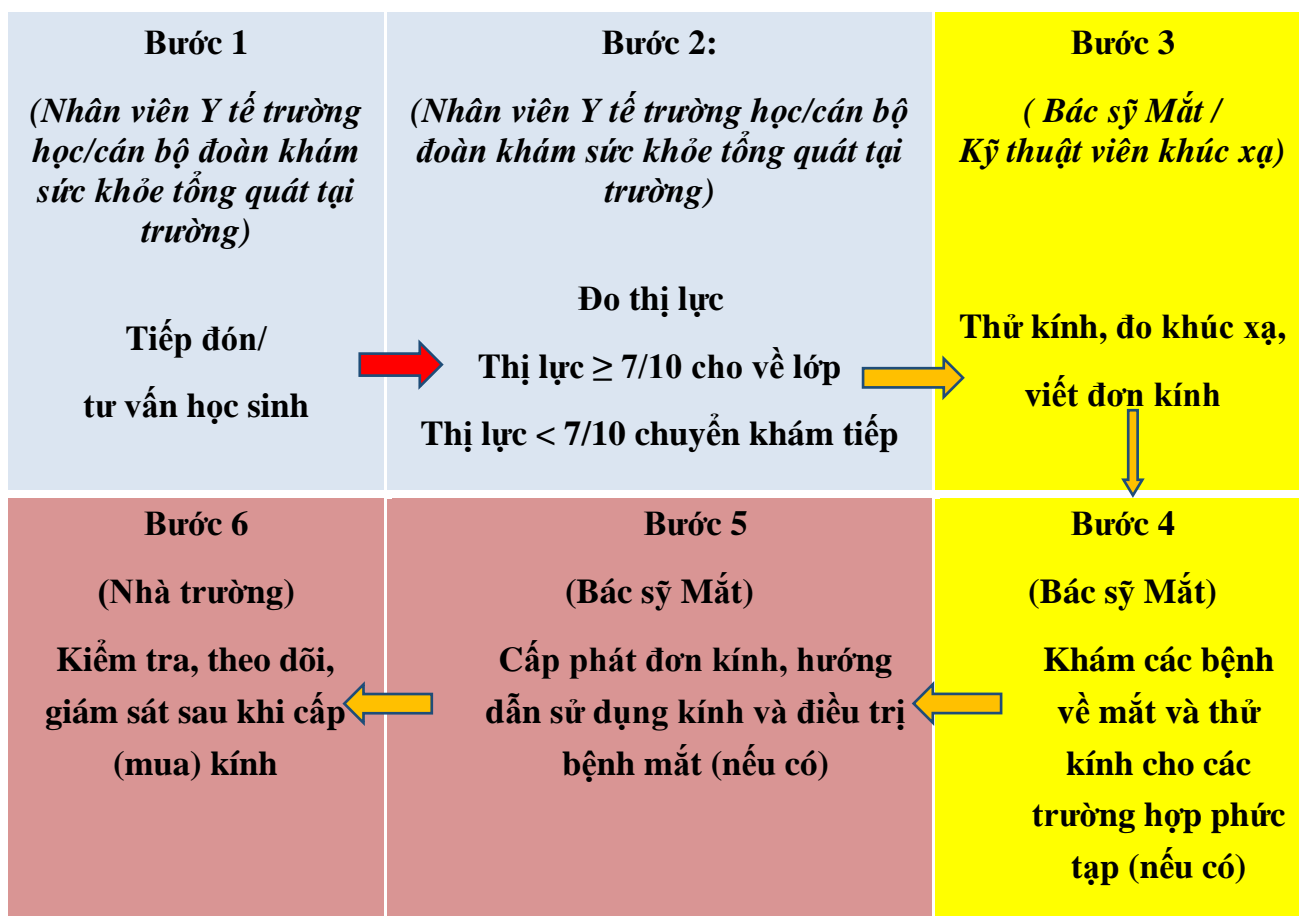 Bước 1
(Nhân viên Y tế trường
học/cán bộ đoàn khám
sức khỏe tổng quát tại
trường)
Tiếp đón/
tư vấn học sinh
Bước 2:
(Nhân viên Y tế trường học/cán bộ
đoàn khám sức khỏe tổng quát tại
trường)
Đo thị lực
Thị lực ≥ 7/10 cho về lớp
Thị lực < 7/10 chuyển khám tiếp
Bước 3
( Bác sỹ Mắt /
Kỹ thuật viên khúc xạ)
Thử kính, đo khúc xạ,
viết đơn kính
Bước 4
(Bác sỹ Mắt)
Khám các bệnh
về mắt và thử
kính cho các
trường hợp phức
tạp (nếu có)
Bước 5
(Bác sỹ Mắt)
Cấp phát đơn kính, hướng
dẫn sử dụng kính và điều trị
bệnh mắt (nếu có)
Bước 6
(Nhà trường)
Kiểm tra, theo dõi,
giám sát sau khi cấp
(mua) kính